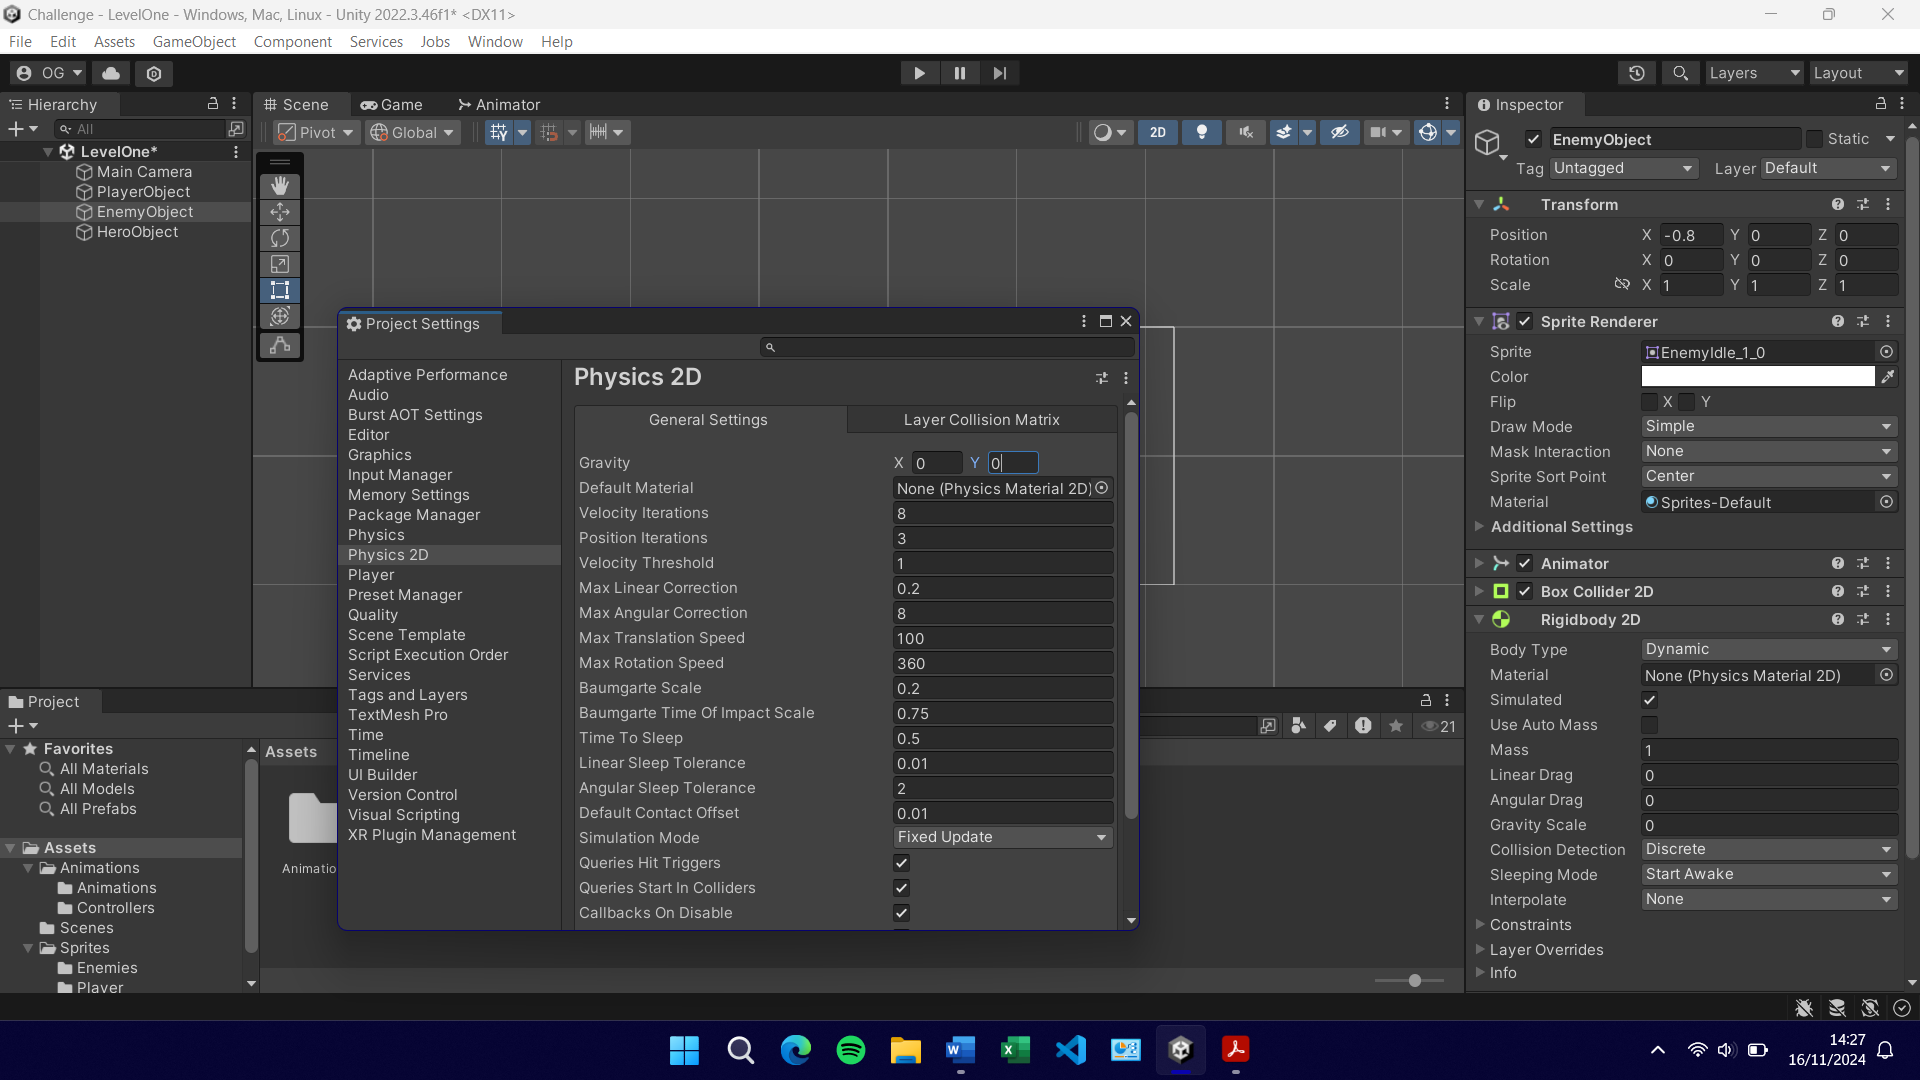 Challenge - LevelOne - Windows, Mac, Linux - Unity 2022.3.46f1* <DX11>
File Edit Assets GameObject Component Services Jobs Window Help
OG Layers Layout
Hierarchy
All
LevelOne*
Main Camera
PlayerObject
EnemyObject
HeroObject
Scene Game Animator
Pivot Global 2D
Project Settings
Adaptive Performance
Audio
Burst AOT Settings
Editor
Graphics
Input Manager
Memory Settings
Package Manager
Physics
Physics 2D
Player
Preset Manager
Quality
Scene Template
Script Execution Order
Services
Tags and Layers
TextMesh Pro
Time
Timeline
UI Builder
Version Control
Visual Scripting
XR Plugin Management
Physics 2D
General Settings Layer Collision Matrix
Gravity X 0 Y 0
Default Material None (Physics Material 2D)
Velocity Iterations 8
Position Iterations 3
Velocity Threshold 1
Max Linear Correction 0.2
Max Angular Correction 8
Max Translation Speed 100
Max Rotation Speed 360
Baumgarte Scale 0.2
Baumgarte Time Of Impact Scale 0.75
Time To Sleep 0.5
Linear Sleep Tolerance 0.01
Angular Sleep Tolerance 2
Default Contact Offset 0.01
Simulation Mode Fixed Update
Queries Hit Triggers
Queries Start In Colliders
Callbacks On Disable
Inspector
EnemyObject Static
Tag Untagged Layer Default
Transform
Position X -0.8 Y 0 Z 0
Rotation X 0 Y 0 Z 0
Scale X 1 Y 1 Z 1
Sprite Renderer
Sprite EnemyIdle_1_0
Color
Flip X Y
Draw Mode Simple
Mask Interaction None
Sprite Sort Point Center
Material Sprites-Default
Additional Settings
Animator
Box Collider 2D
Rigidbody 2D
Body Type Dynamic
Material None (Physics Material 2D)
Simulated
Use Auto Mass
Mass 1
Linear Drag 0
Angular Drag 0
Gravity Scale 0
Collision Detection Discrete
Sleeping Mode Start Awake
Interpolate None
Constraints
Layer Overrides
Info
Project
21
Favorites
All Materials
All Models
All Prefabs
Assets
Animations
Animations
Controllers
Scenes
Sprites
Enemies
Player
Assets
Animatio
14:27
16/11/2024